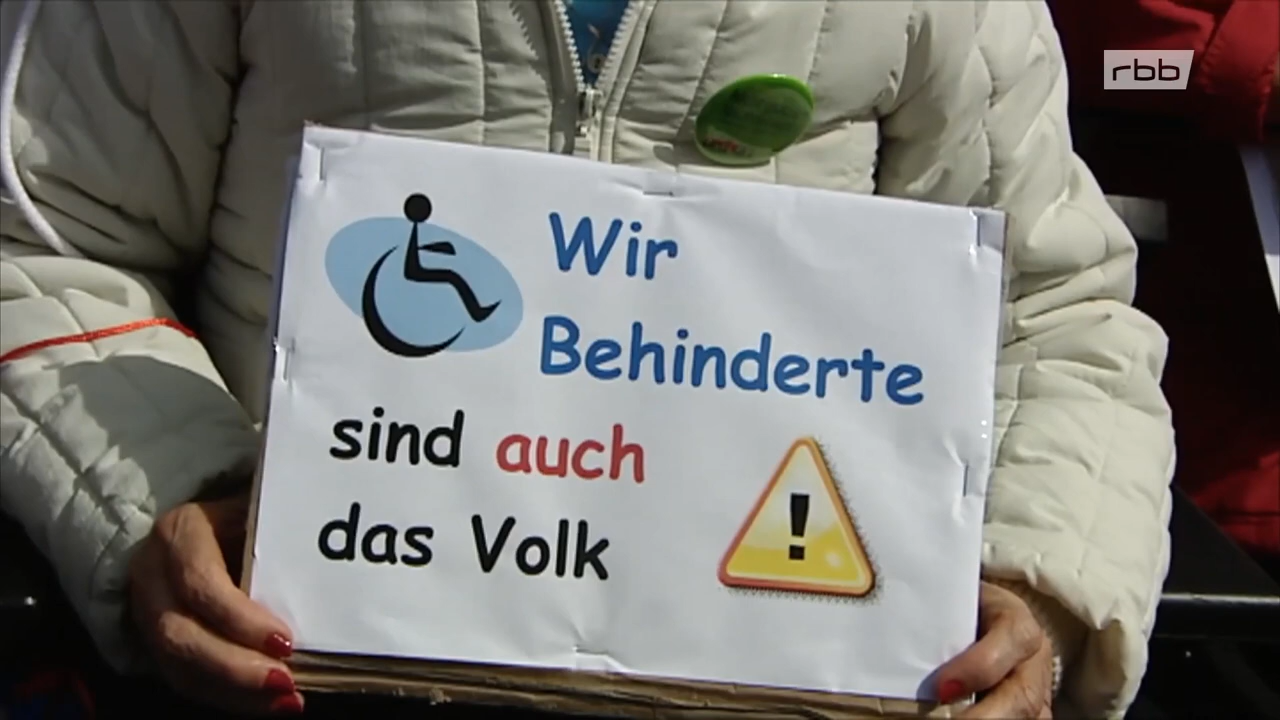 rbb
Wir
Behinderte
sind auch
das Volk
!